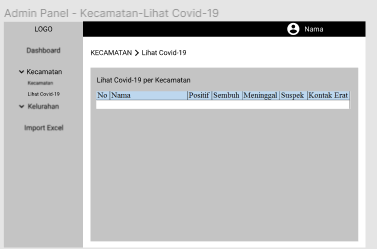 Admin Panel - Kecamatan-Lihat Covid-19
LOGO
Nama
Dashboard
KECAMATAN > Lihat Covid-19
Kecamatan
Kecamatan
Lihat Covid-19
Kelurahan
Import Excel
Lihat Covid-19 per Kecamatan
No Nama Positif Sembuh Meninggal Suspek Kontak Erat